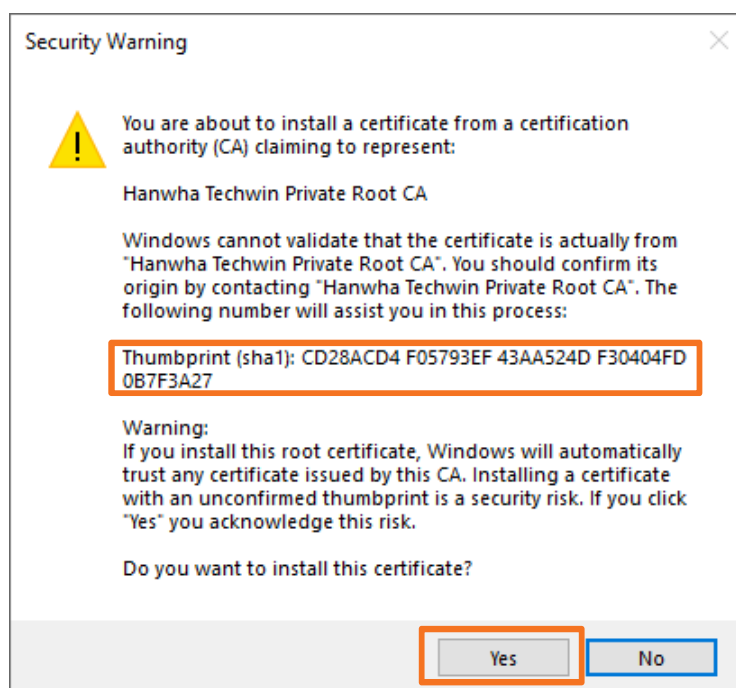 Security Warning
You are about to install a certificate from a certification
authority (CA) claiming to represent:
Hanwha Techwin Private Root CA
Windows cannot validate that the certificate is actually from
"Hanwha Techwin Private Root CA". You should confirm its
origin by contacting "Hanwha Techwin Private Root CA". The
following number will assist you in this process:
Thumbprint (sha1): CD28ACD4 F05793EF 43AA524D F30404FD
0B7F3A27
Warning:
If you install this root certificate, Windows will automatically
trust any certificate issued by this CA. Installing a certificate
with an unconfirmed thumbprint is a security risk. If you click
"Yes" you acknowledge this risk.
Do you want to install this certificate?
Yes
No